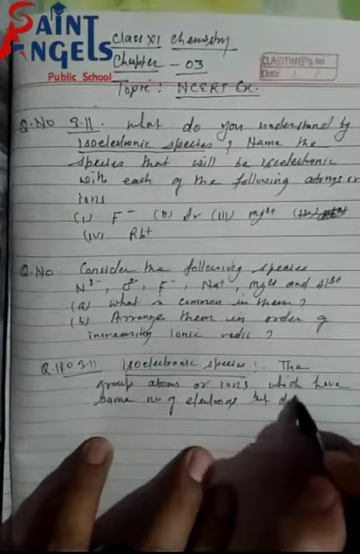 SAINT
ANGELS
Public School
Class XI Chemistry
Chapter - 03
Topic: NCERT Ex.
Q.No 3.11. What do you understand by
isoelectronic species? Name the
species that will be isoelectronic
with each of the following atoms or
ions
(i) F⁻ (ii) Ar (iii) Mg²⁺
(iv) Rb⁺
Q.No Consider the following species
N³⁻, O²⁻, F⁻, Na⁺, Mg²⁺ and Al³⁺
(a) What is common in them?
(b) Arrange them in order of
increasing Ionic radii?
Q.No 3.11 isoelectronic species:- The
group atoms or ions which have
same no of electrons but